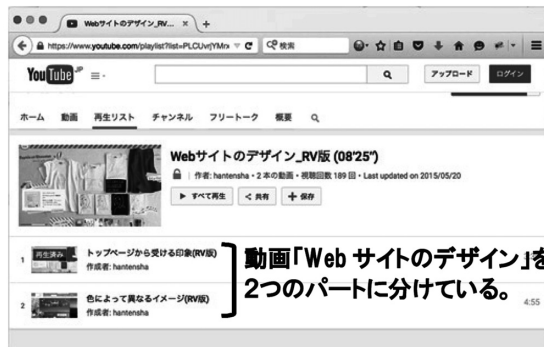 Webサイトのデザイン_RV... × +
https://www.youtube.com/playlist?list=PLCUvrjYMrx
検索
YouTube JP
アップロード ログイン
ホーム 動画 再生リスト チャンネル フリートーク 概要
Webサイトのデザイン_RV版 (08'25")
作成者: hantensha • 2 本の動画 • 視聴回数 189 回 • Last updated on 2015/05/20
すべて再生 共有 保存
1 再生済み トップページから受ける印象(RV版)
作成者: hantensha
2 色によって異なるイメージ(RV版)
作成者: hantensha
4:55
動画「Web サイトのデザイン」を
2つのパートに分けている。